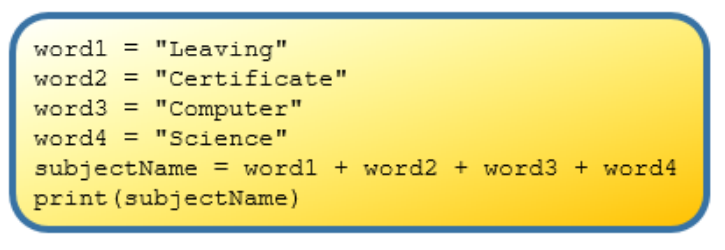 word1 = "Leaving"
word2 = "Certificate"
word3 = "Computer"
word4 = "Science"
subjectName = word1 + word2 + word3 + word4
print(subjectName)